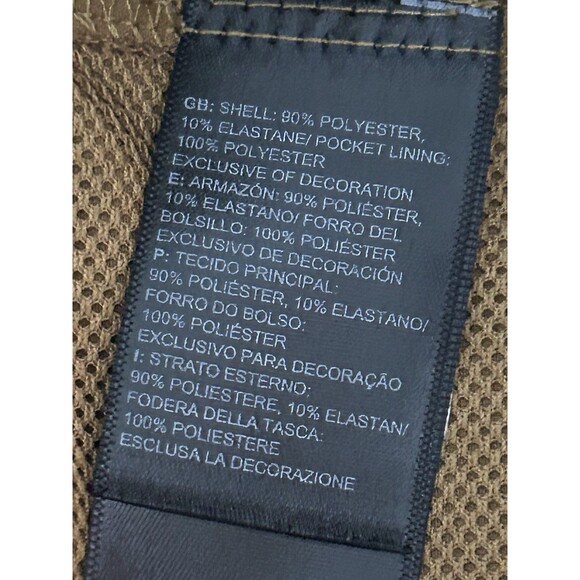 GB: SHELL: 90% POLYESTER,
10% ELASTANE/ POCKET LINING:
100% POLYESTER
EXCLUSIVE OF DECORATION
E: ARMAZÓN: 90% POLIÉSTER,
10% ELASTANO/ FORRO DEL
BOLSILLO: 100% POLIÉSTER
EXCLUSIVO DE DECORACIÓN
P: TECIDO PRINCIPAL:
90% POLIÉSTER, 10% ELASTANO/
FORRO DO BOLSO:
100% POLIÉSTER
EXCLUSIVO PARA DECORAÇÃO
I: STRATO ESTERNO:
90% POLIESTERE, 10% ELASTAN/
FODERA DELLA TASCA:
100% POLIESTERE
ESCLUSA LA DECORAZIONE